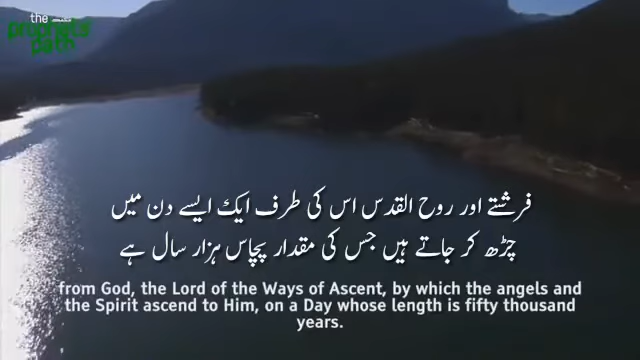 the
prophets
path
فرشتے اور روح القدس اس کی طرف ایک ایسے دن میں
چڑھ کر جاتے ہیں جس کی مقدار پچاس ہزار سال ہے
from God, the Lord of the Ways of Ascent, by which the angels and
the Spirit ascend to Him, on a Day whose length is fifty thousand
years.